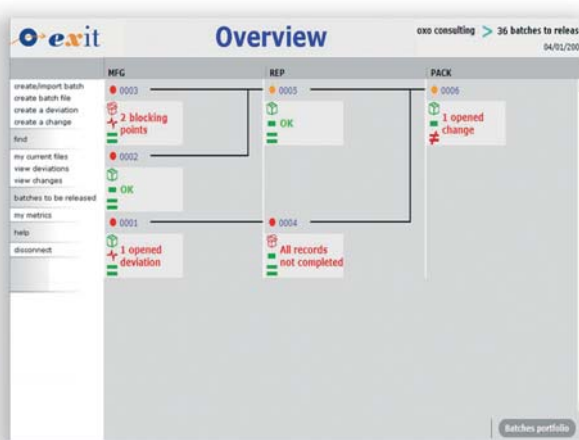 exit
Overview
oxo consulting > 36 batches to releas
04/01/200
MFG REP PACK
create/import batch
create batch file
create a deviation
create a change
find
my current files
view deviations
view changes
batches to be released
my metrics
help
disconnect
0003
2 blocking
points
0002
OK
0001
1 opened
deviation
0005
OK
0004
All records
not completed
0006
1 opened
change
Batches portfolio